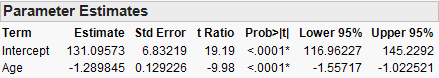 Parameter Estimates
Term Estimate Std Error t Ratio Prob>|t| Lower 95% Upper 95%
Intercept 131.09573 6.83219 19.19 <.0001* 116.96227 145.2292
Age -1.289845 0.129226 -9.98 <.0001* -1.55717 -1.022521